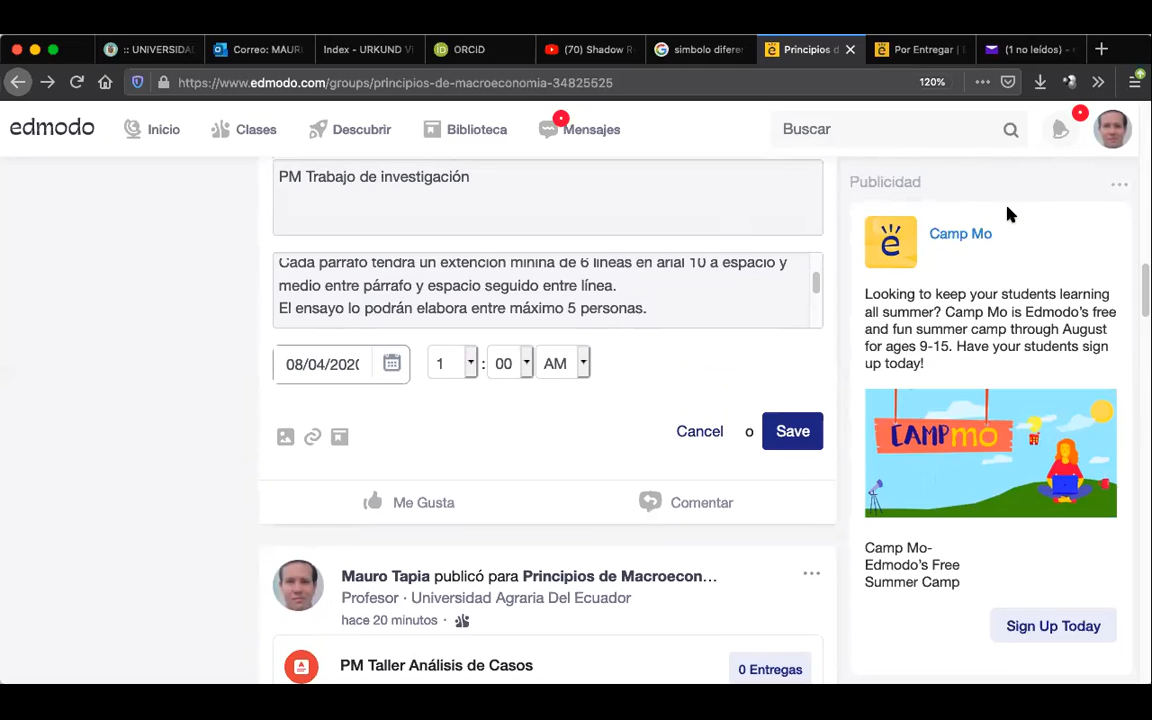 :: UNIVERSIDA
Correo: MAUR
Index - URKUND Vi
ORCID
(70) Shadow R
simbolo difere
Principios d
Por Entregar | E
(1 no leídos) -
https://www.edmodo.com/groups/principios-de-macroeconomia-34825525
120%
edmodo
Inicio
Clases
Descubrir
Biblioteca
Mensajes
Buscar
PM Trabajo de investigación
Cada párrafo tendrá un extención minina de 6 líneas en arial 10 a espacio y
medio entre párrafo y espacio seguido entre línea.
El ensayo lo podrán elabora entre máximo 5 personas.
08/04/2020
1 : 00 AM
Cancel o Save
Me Gusta
Comentar
Mauro Tapia publicó para Principios de Macroecon...
Profesor · Universidad Agraria Del Ecuador
hace 20 minutos ·
PM Taller Análisis de Casos
0 Entregas
Publicidad
Camp Mo
Looking to keep your students learning
all summer? Camp Mo is Edmodo's free
and fun summer camp through August
for ages 9-15. Have your students sign
up today!
CAMPmo
Camp Mo-
Edmodo's Free
Summer Camp
Sign Up Today